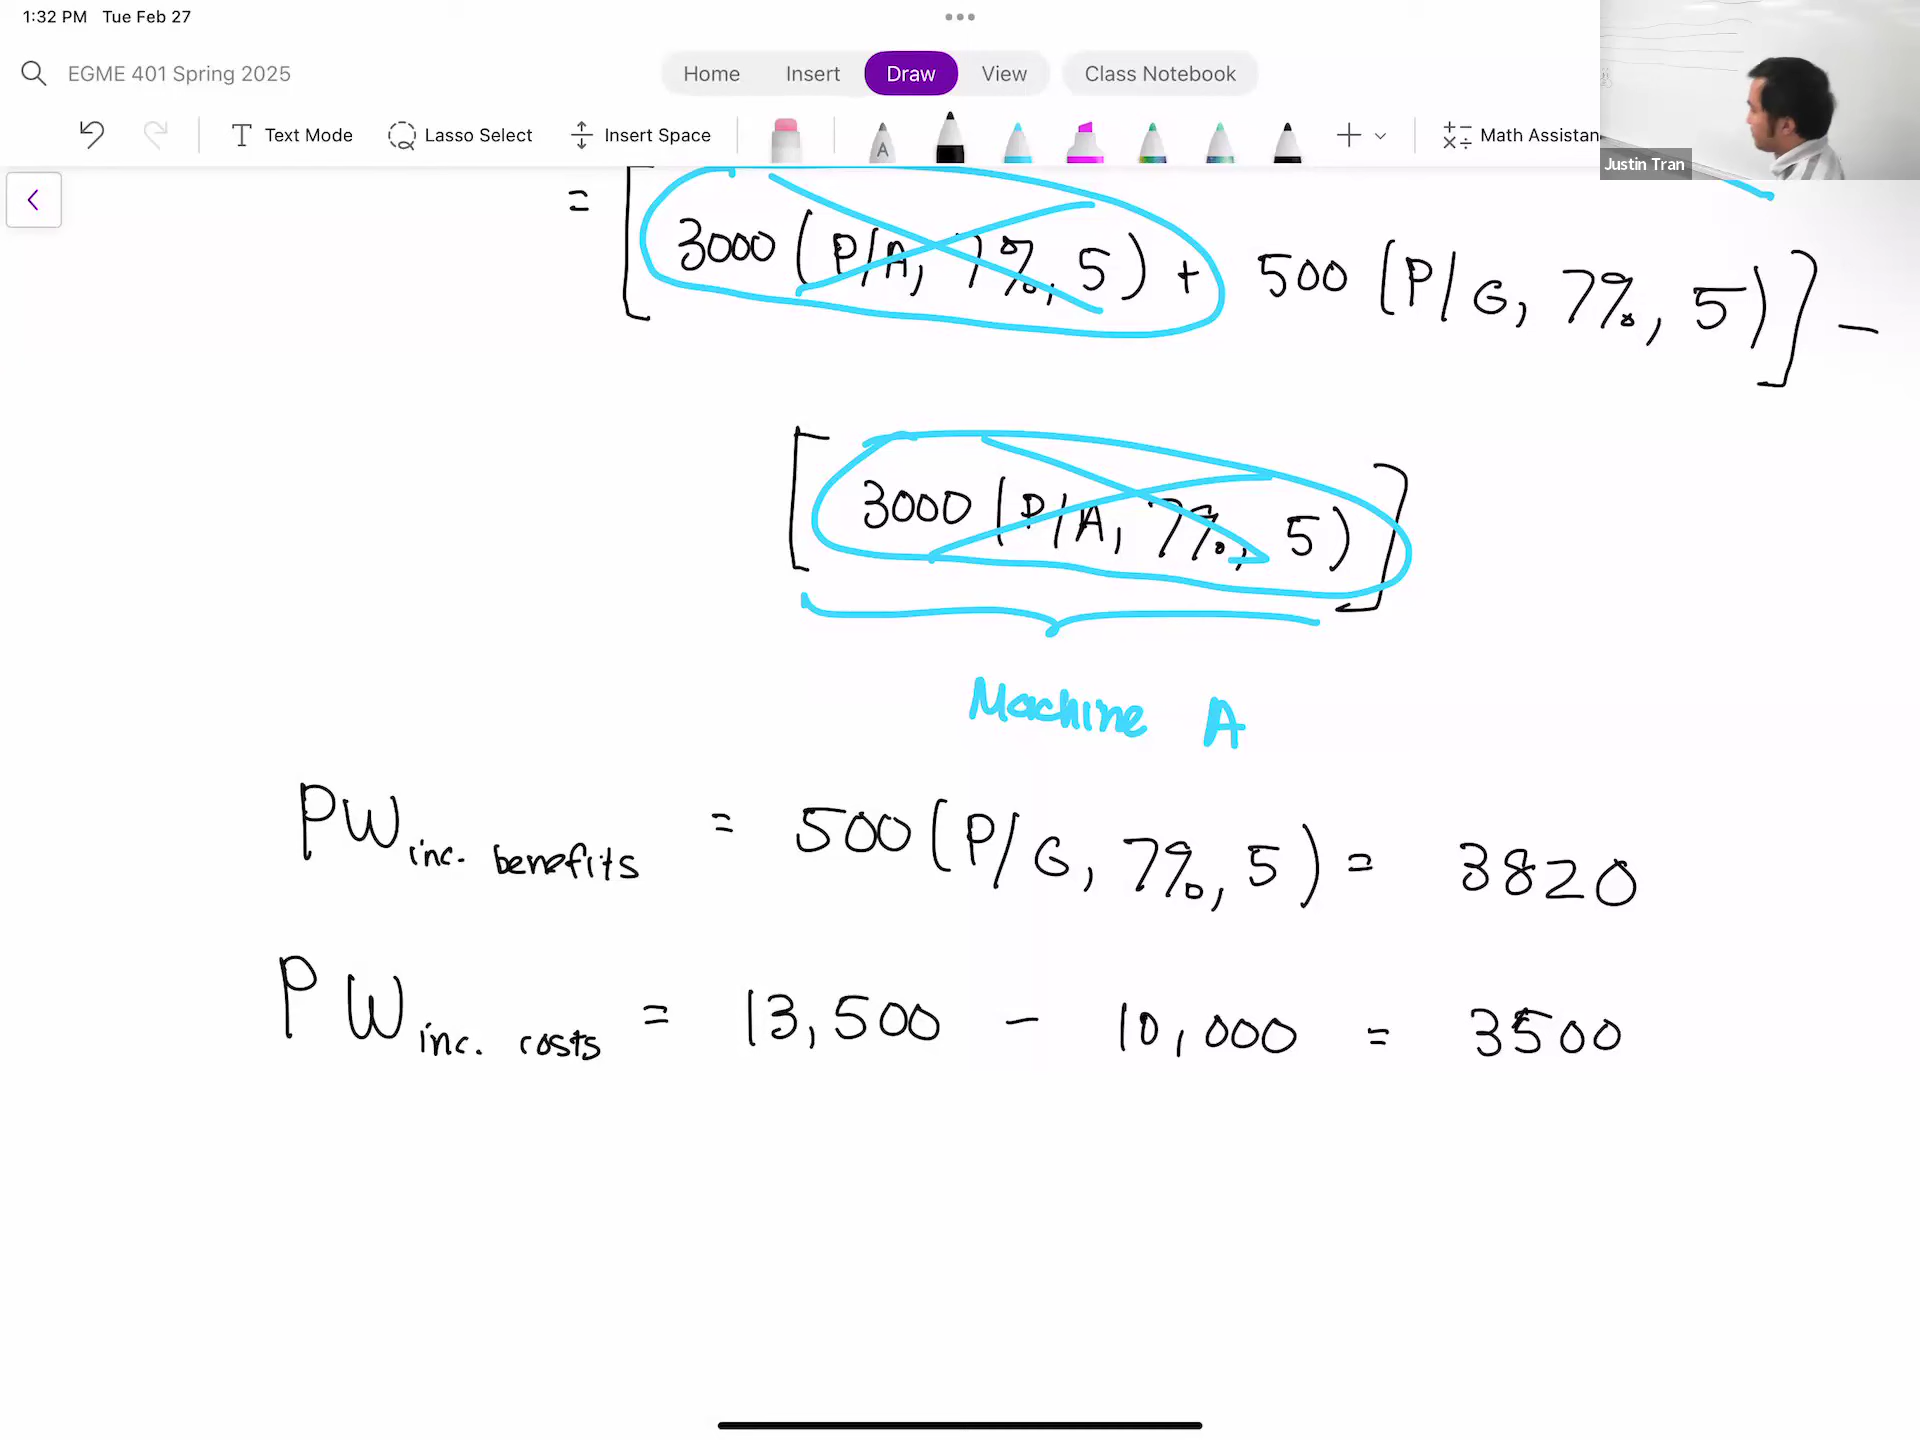 1:32 PM Tue Feb 27
EGME 401 Spring 2025
Home Insert Draw View Class Notebook
Text Mode Lasso Select Insert Space A Math Assistan
Justin Tran
= [ 3000 (P/A, 7%, 5) + 500 (P/G, 7%, 5) ] -
[ 3000 (P/A, 7%, 5) ]
Machine A
PW inc. benefits = 500 (P/G, 7%, 5) = 3820
PW inc. costs = 13,500 - 10,000 = 3500